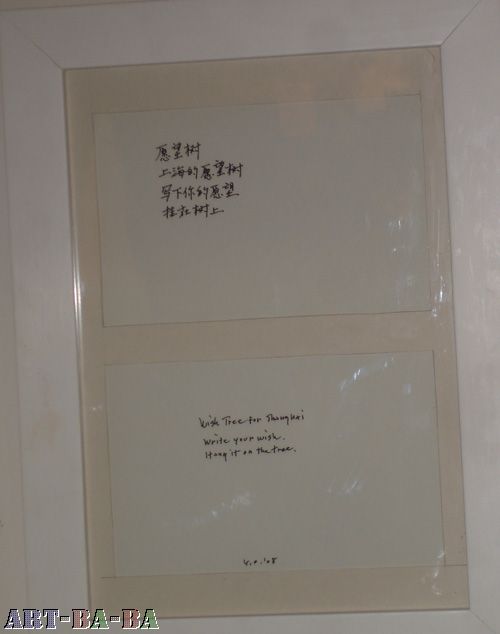 愿望树
上海的愿望树
写下你的愿望
挂在树上
Wish Tree for Shanghai
Write your wish.
Hang it on the tree.
y.o. '08
ART-BA-BA